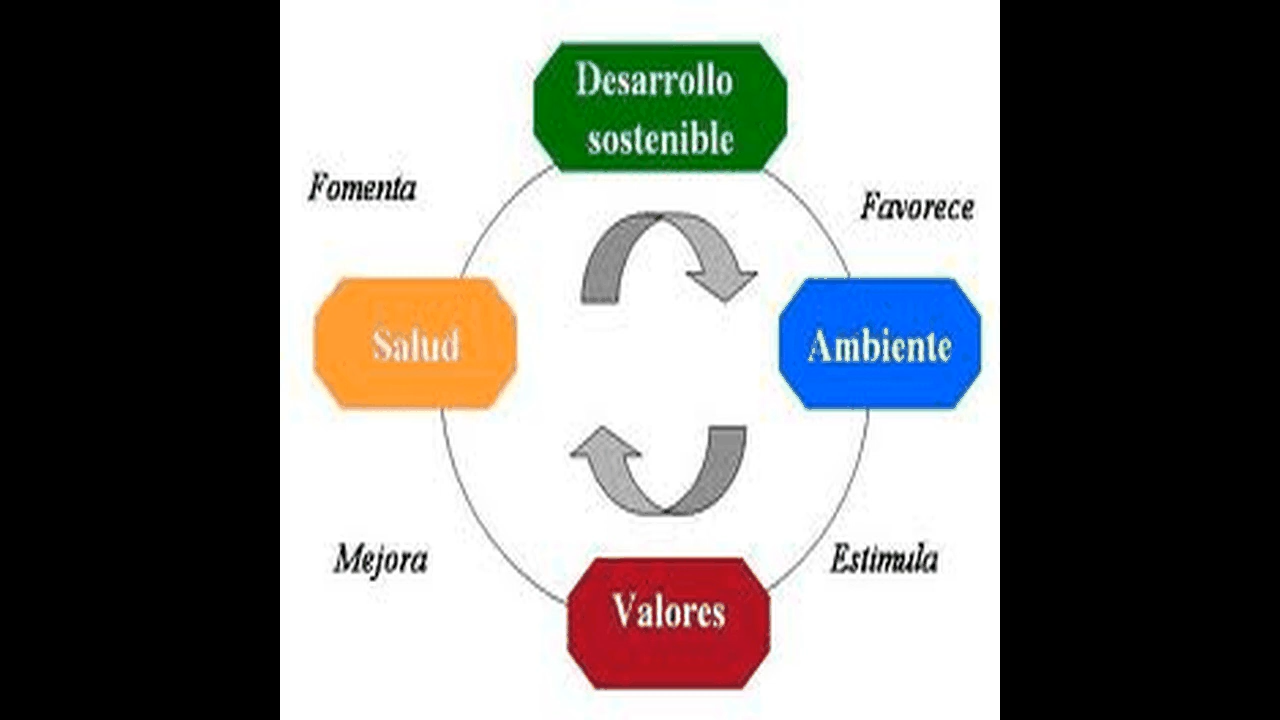 Desarrollo
sostenible
Fomenta
Favorece
Salud
Ambiente
Mejora
Estimula
Valores